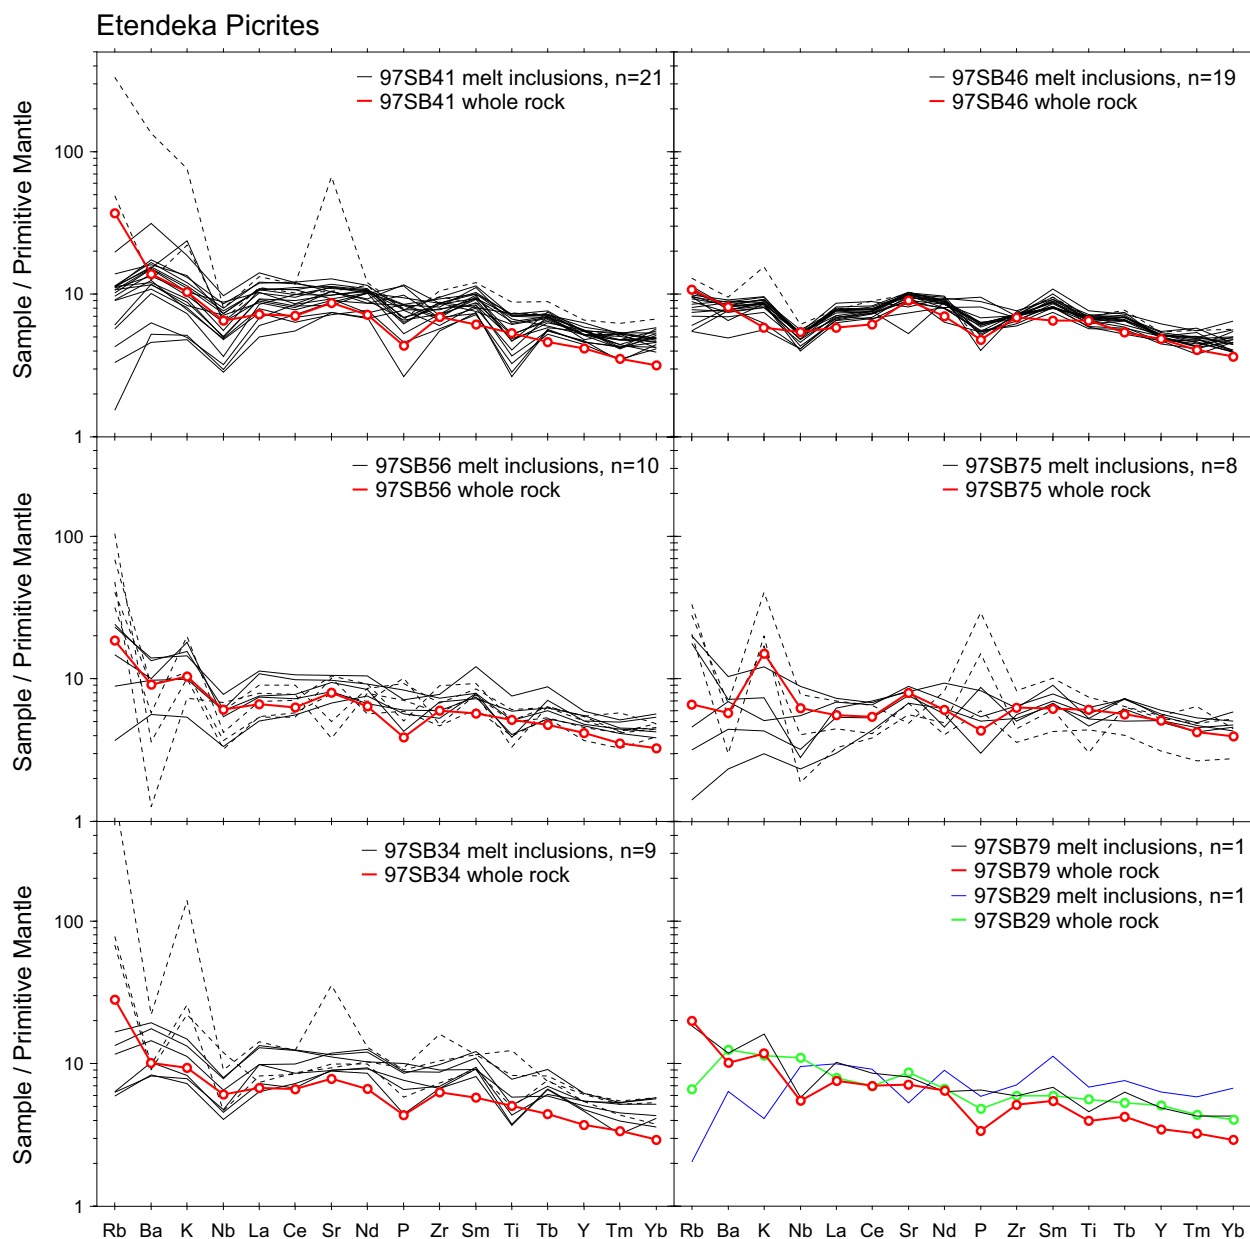 Etendeka Picrites
Sample / Primitive Mantle
100
10
1
97SB41 melt inclusions, n=21
97SB41 whole rock
97SB46 melt inclusions, n=19
97SB46 whole rock
Sample / Primitive Mantle
100
10
1
97SB56 melt inclusions, n=10
97SB56 whole rock
97SB75 melt inclusions, n=8
97SB75 whole rock
Sample / Primitive Mantle
100
10
1
97SB34 melt inclusions, n=9
97SB34 whole rock
97SB79 melt inclusions, n=1
97SB79 whole rock
97SB29 melt inclusions, n=1
97SB29 whole rock
Rb Ba K Nb La Ce Sr Nd P Zr Sm Ti Tb Y Tm Yb
Rb Ba K Nb La Ce Sr Nd P Zr Sm Ti Tb Y Tm Yb